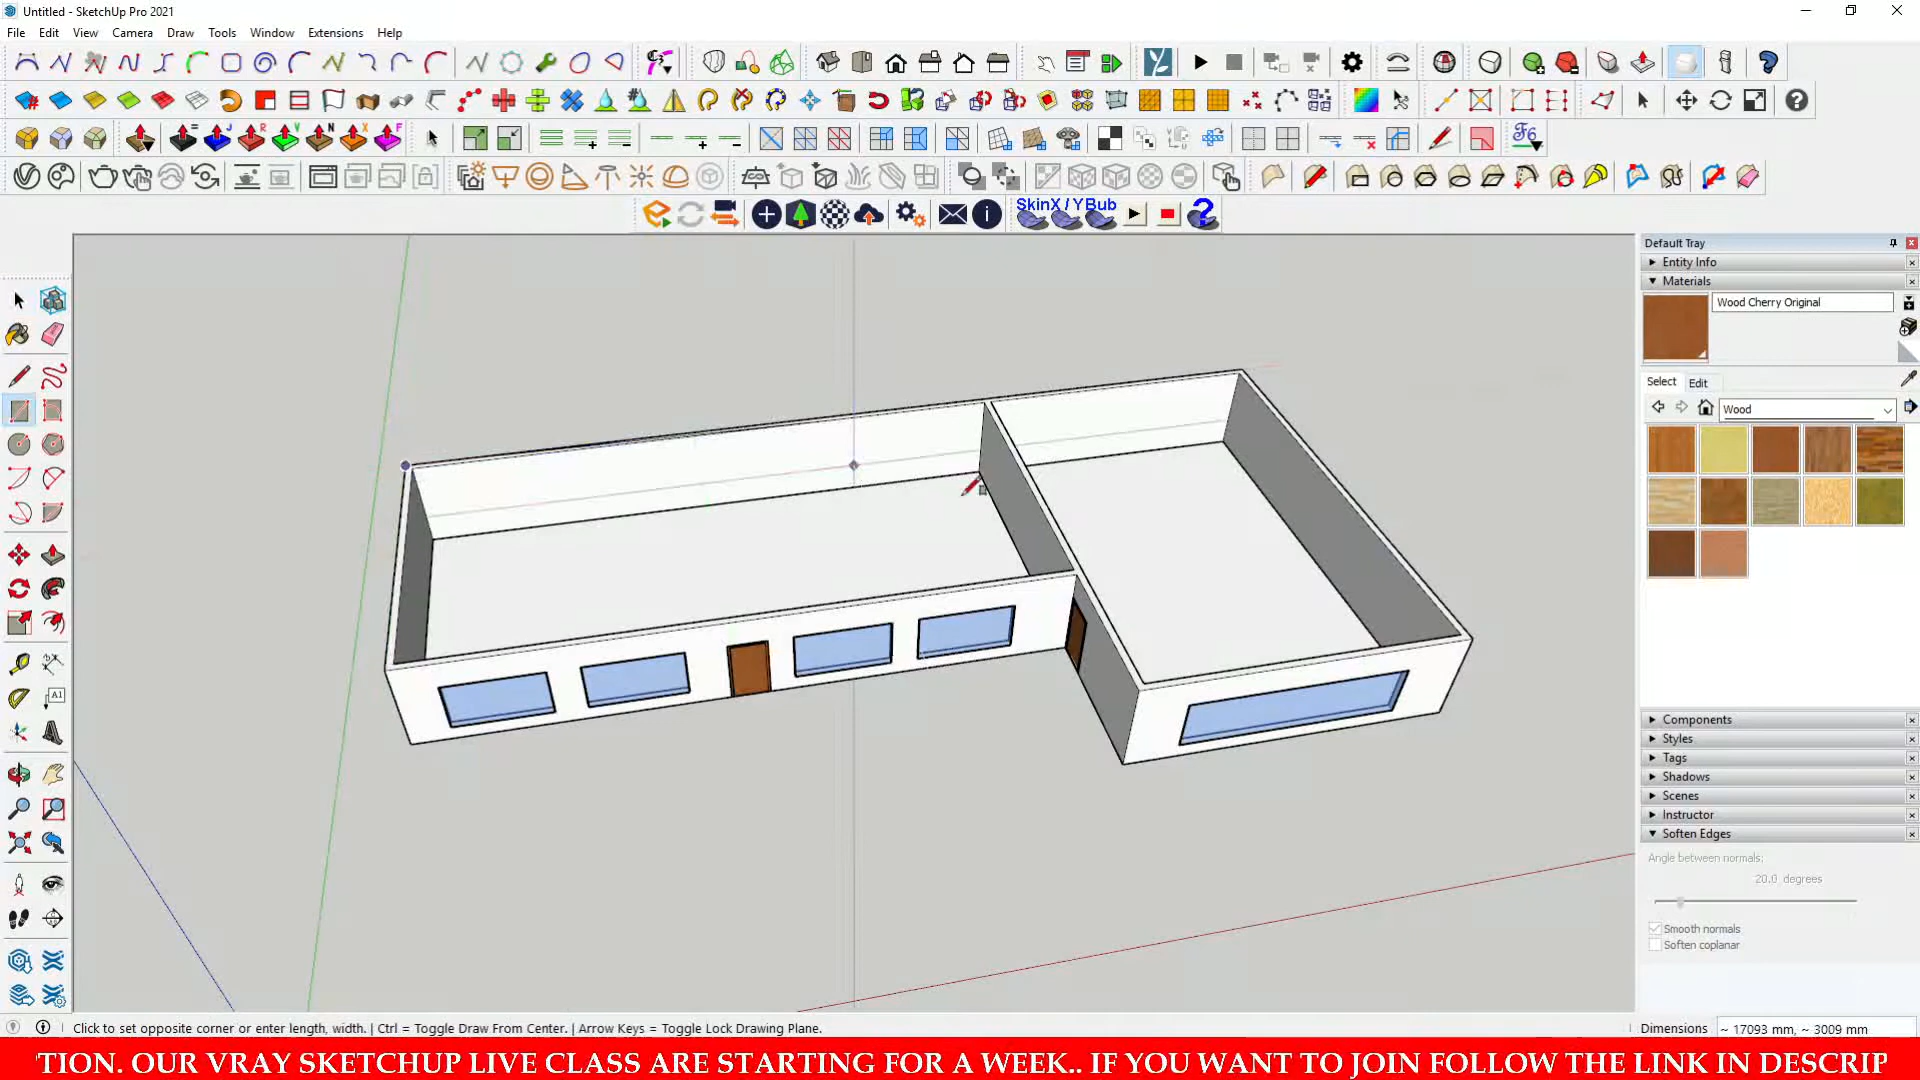 Untitled - SketchUp Pro 2021
File Edit View Camera Draw Tools Window Extensions Help
F6
SkinX / YBub
Default Tray
Entity Info
Materials
Wood Cherry Original
Select Edit
Wood
A1
Components
Styles
Tags
Shadows
Scenes
Instructor
Soften Edges
Angle between normals:
20.0 degrees
Smooth normals
Soften coplanar
Click to set opposite corner or enter length, width. | Ctrl = Toggle Draw From Center. | Arrow Keys = Toggle Lock Drawing Plane.
Dimensions ~ 17093 mm, ~ 3009 mm
TION. OUR VRAY SKETCHUP LIVE CLASS ARE STARTING FOR A WEEK.. IF YOU WANT TO JOIN FOLLOW THE LINK IN DESCRIP